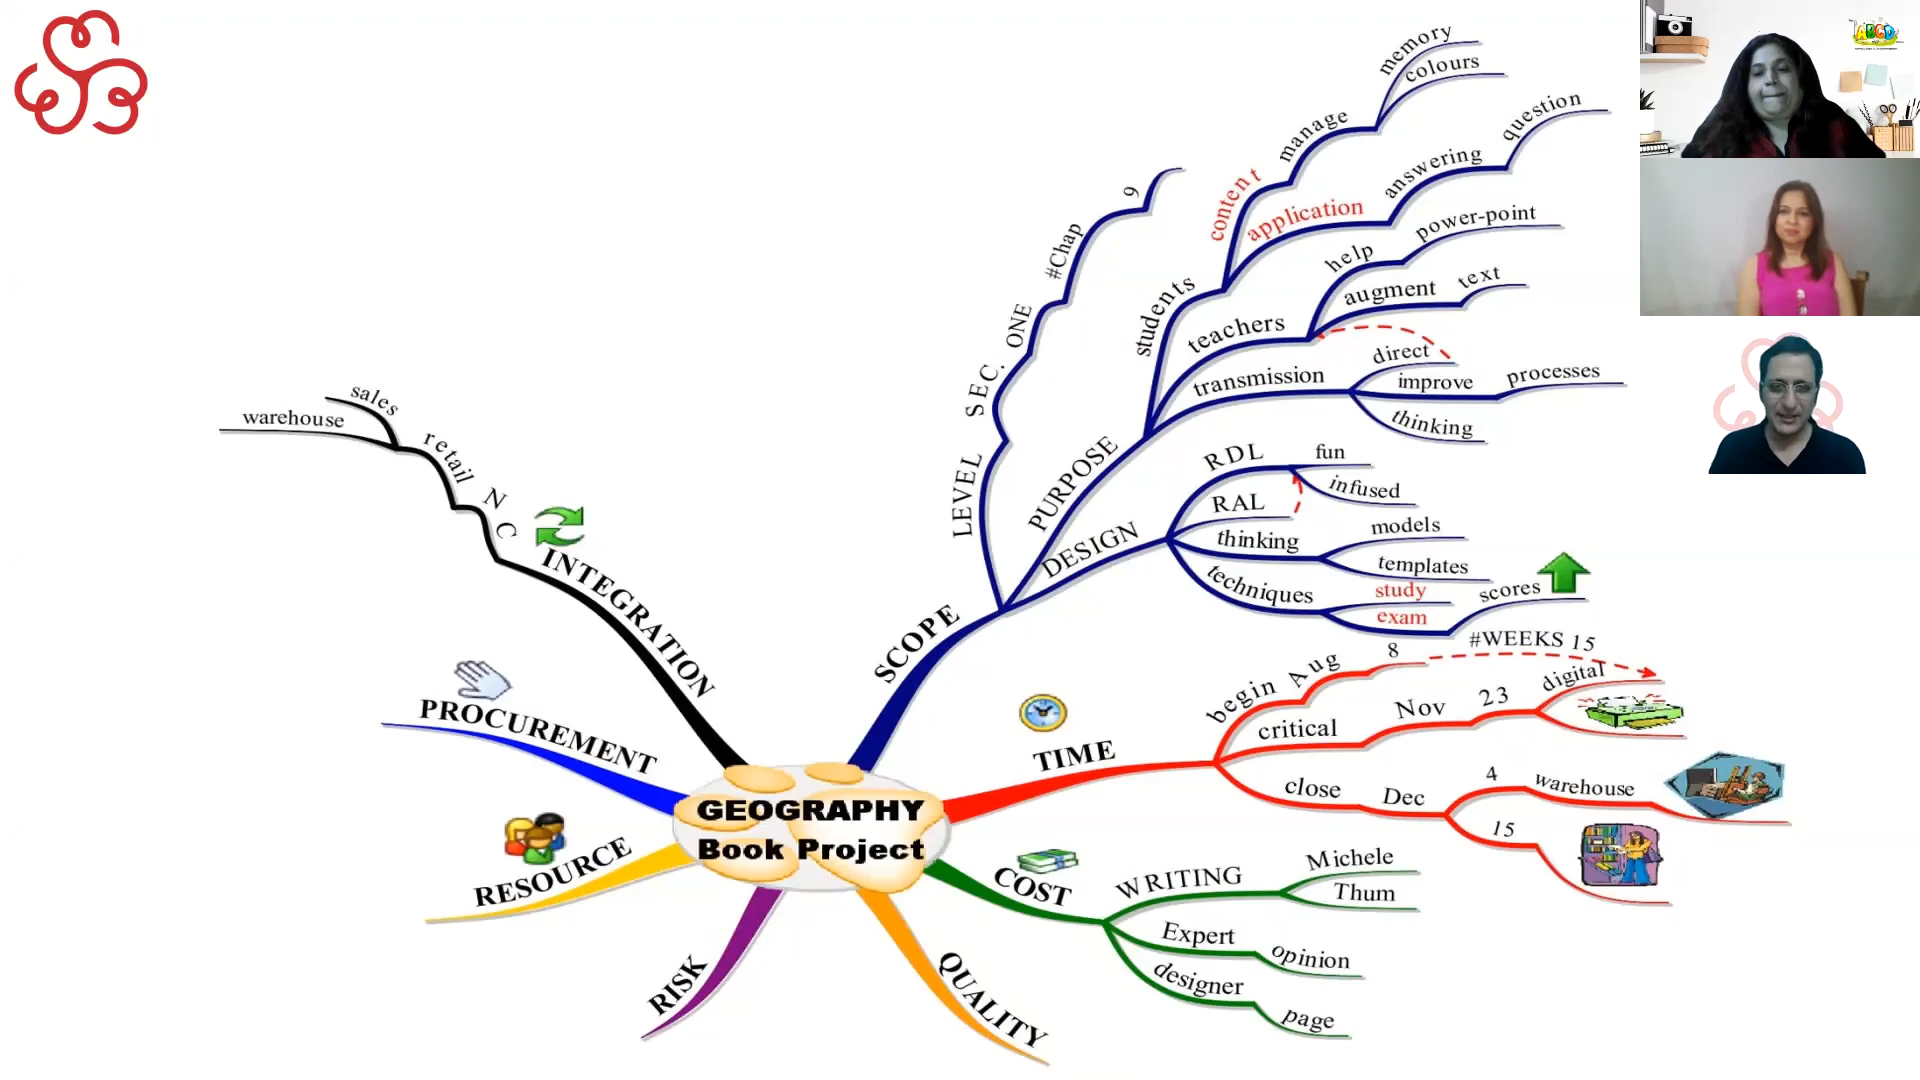 GEOGRAPHY
Book Project
SCOPE
LEVEL SEC. ONE #Chap 9
PURPOSE
students
content manage
memory
colours
application answering question
teachers
help power-point
augment text
transmission
direct
improve processes
thinking
DESIGN
RDL
fun
infused
RAL
thinking
models
templates
techniques
study
exam scores
TIME
begin Aug 8 #WEEKS 15
critical Nov 23 digital
close Dec
4 warehouse
15
COST
WRITING
Michele
Thum
Expert opinion
designer page
QUALITY
RISK
RESOURCE
PROCUREMENT
INTEGRATION
N C
retail
sales
warehouse
ABCD